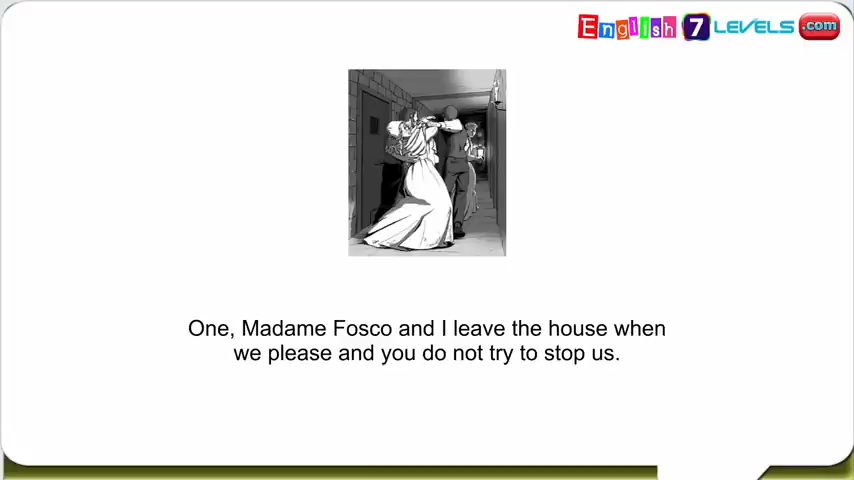 English 7 LEVELS .com
One, Madame Fosco and I leave the house when
we please and you do not try to stop us.